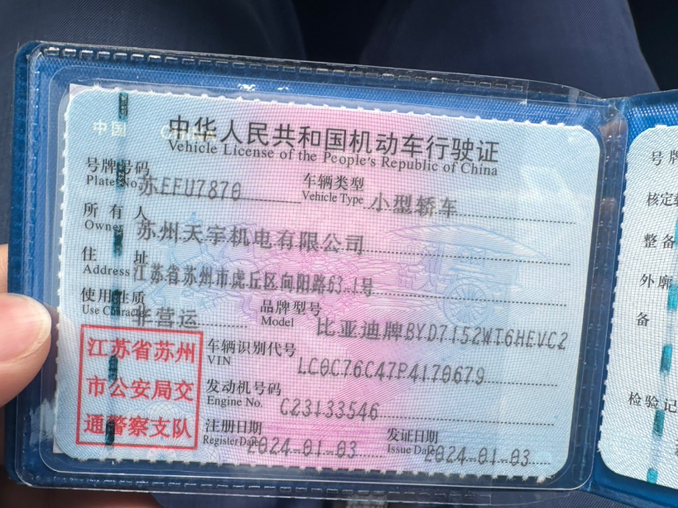 中国 CHINA
中华人民共和国机动车行驶证
Vehicle License of the People's Republic of China
号牌号码
Plate No.
苏EFU7870
车辆类型
Vehicle Type
小型轿车
所有人
Owner
苏州天宇机电有限公司
住址
Address
江苏省苏州市虎丘区向阳路63-1号
使用性质
Use Character
非营运
品牌型号
Model
比亚迪牌BYD7152WT6HEVC2
江苏省苏州
市公安局交
通警察支队
车辆识别代号
VIN
LC0C76C47P4170679
发动机号码
Engine No.
C23133546
注册日期
Register Date
2024-01-03
发证日期
Issue Date
2024-01-03
号牌
核定
整备
外廓
备
检验记